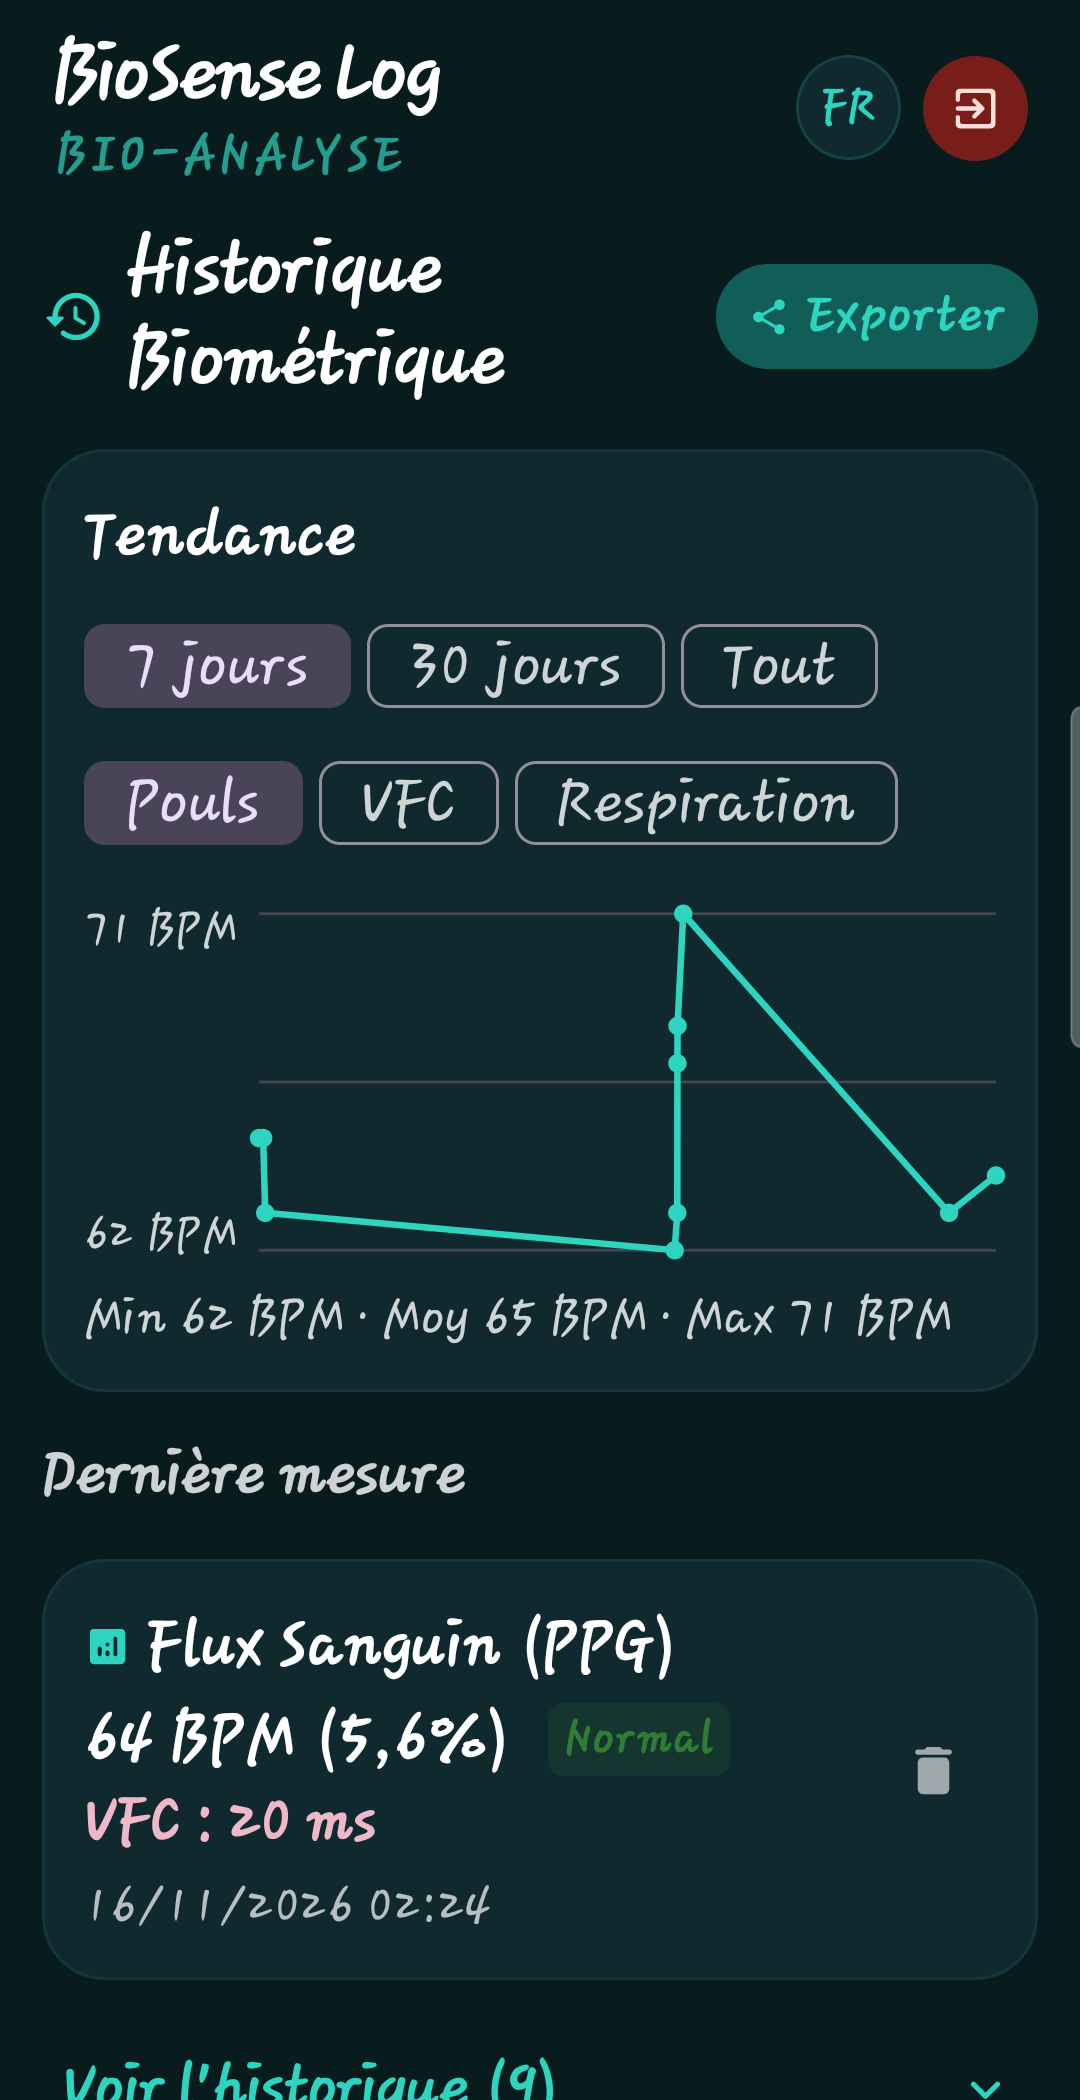 BioSense Log
BIO-ANALYSE
FR
Historique
Biométrique
Exporter
Tendance
7 jours
30 jours
Tout
Pouls
VFC
Respiration
71 BPM
62 BPM
Min 62 BPM · Moy 65 BPM · Max 71 BPM
Dernière mesure
Flux Sanguin (PPG)
64 BPM (5,6%)
Normal
VFC : 20 ms
16/11/2026 02:24
Voir l'historique (9)